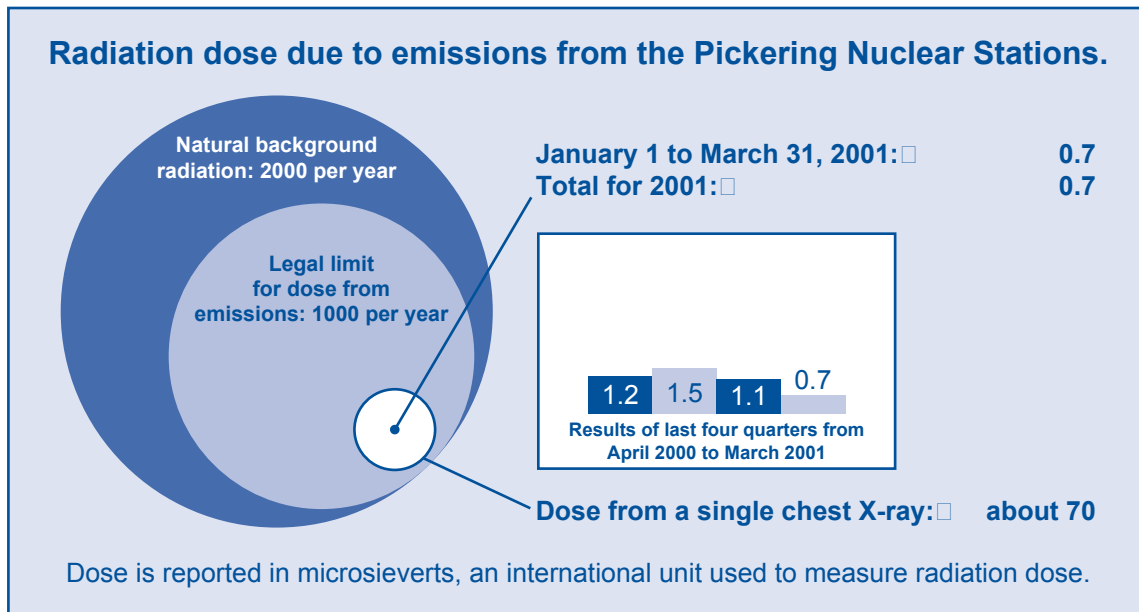 Radiation dose due to emissions from the Pickering Nuclear Stations.
Natural background
radiation: 2000 per year
Legal limit
for dose from
emissions: 1000 per year
January 1 to March 31, 2001:□ 0.7
Total for 2001:□ 0.7
1.2 1.5 1.1 0.7
Results of last four quarters from
April 2000 to March 2001
Dose from a single chest X-ray:□ about 70
Dose is reported in microsieverts, an international unit used to measure radiation dose.